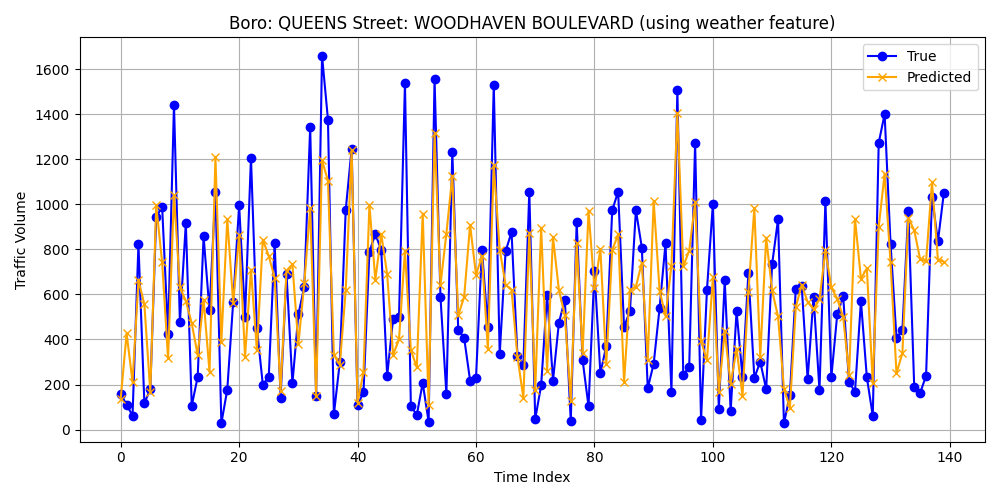 Boro: QUEENS Street: WOODHAVEN BOULEVARD (using weather feature)
True
Predicted
Traffic Volume
1600
1400
1200
1000
800
600
400
200
0
0 20 40 60 80 100 120 140
Time Index